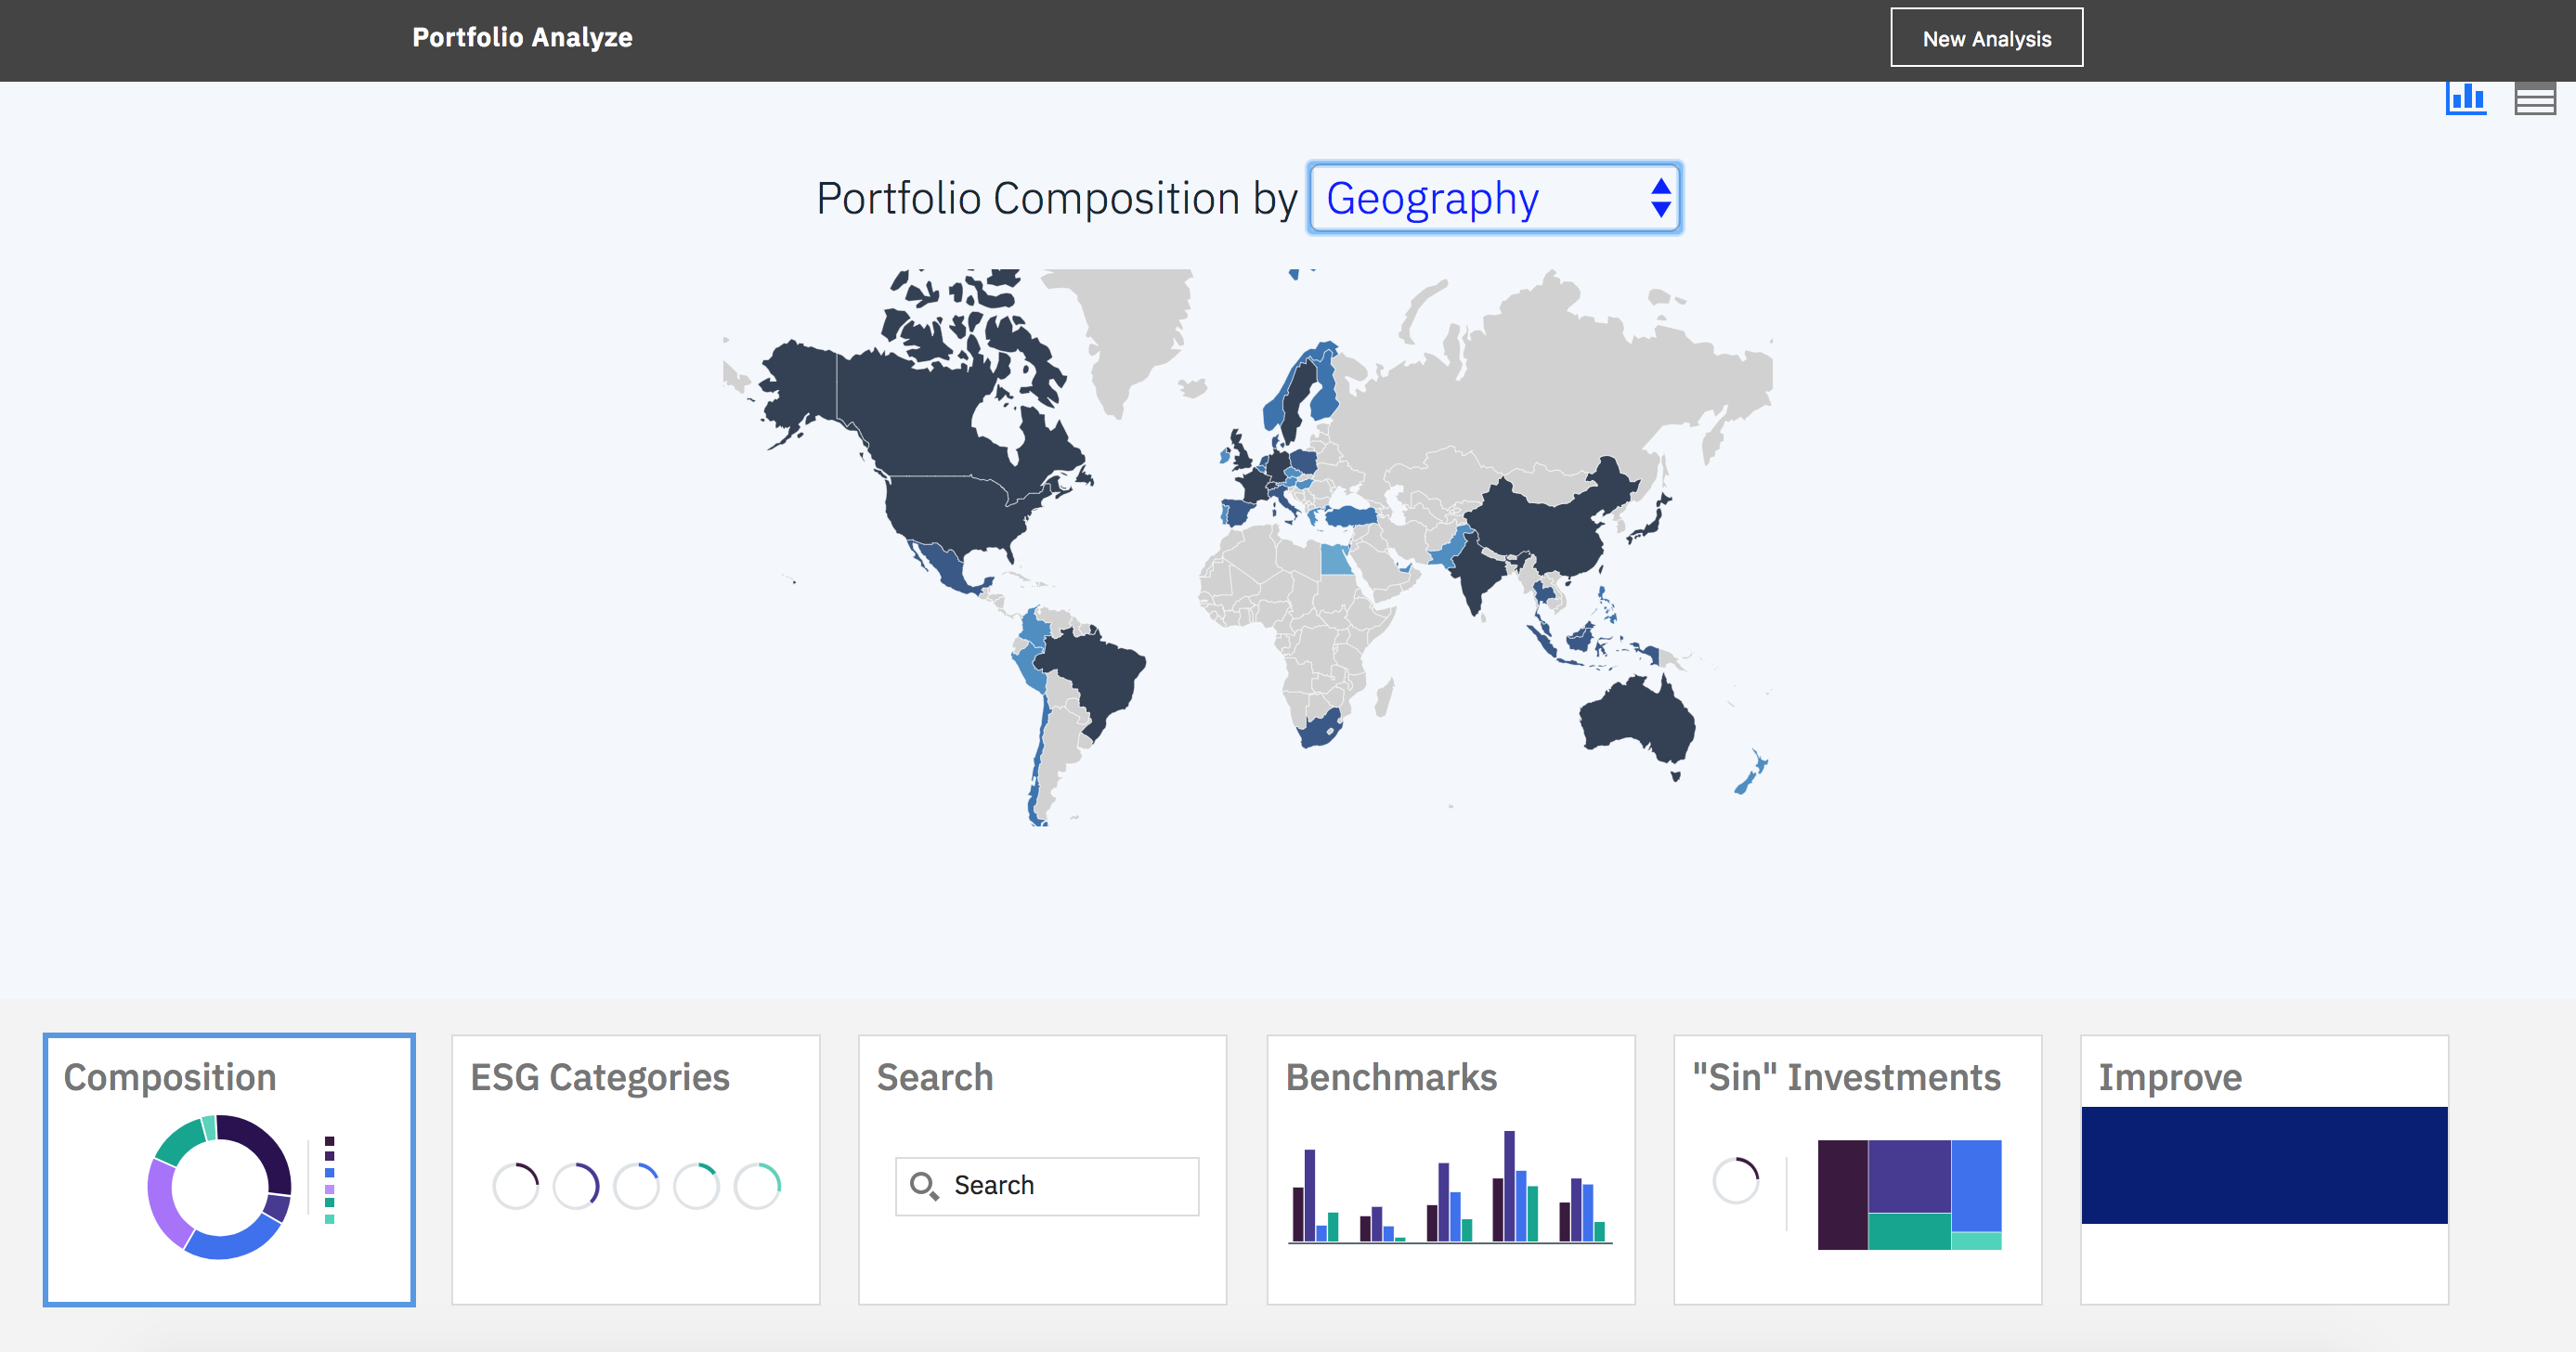 Portfolio Analyze
New Analysis
Portfolio Composition by Geography
Composition
ESG Categories
Search
Benchmarks
"Sin" Investments
Improve
Search